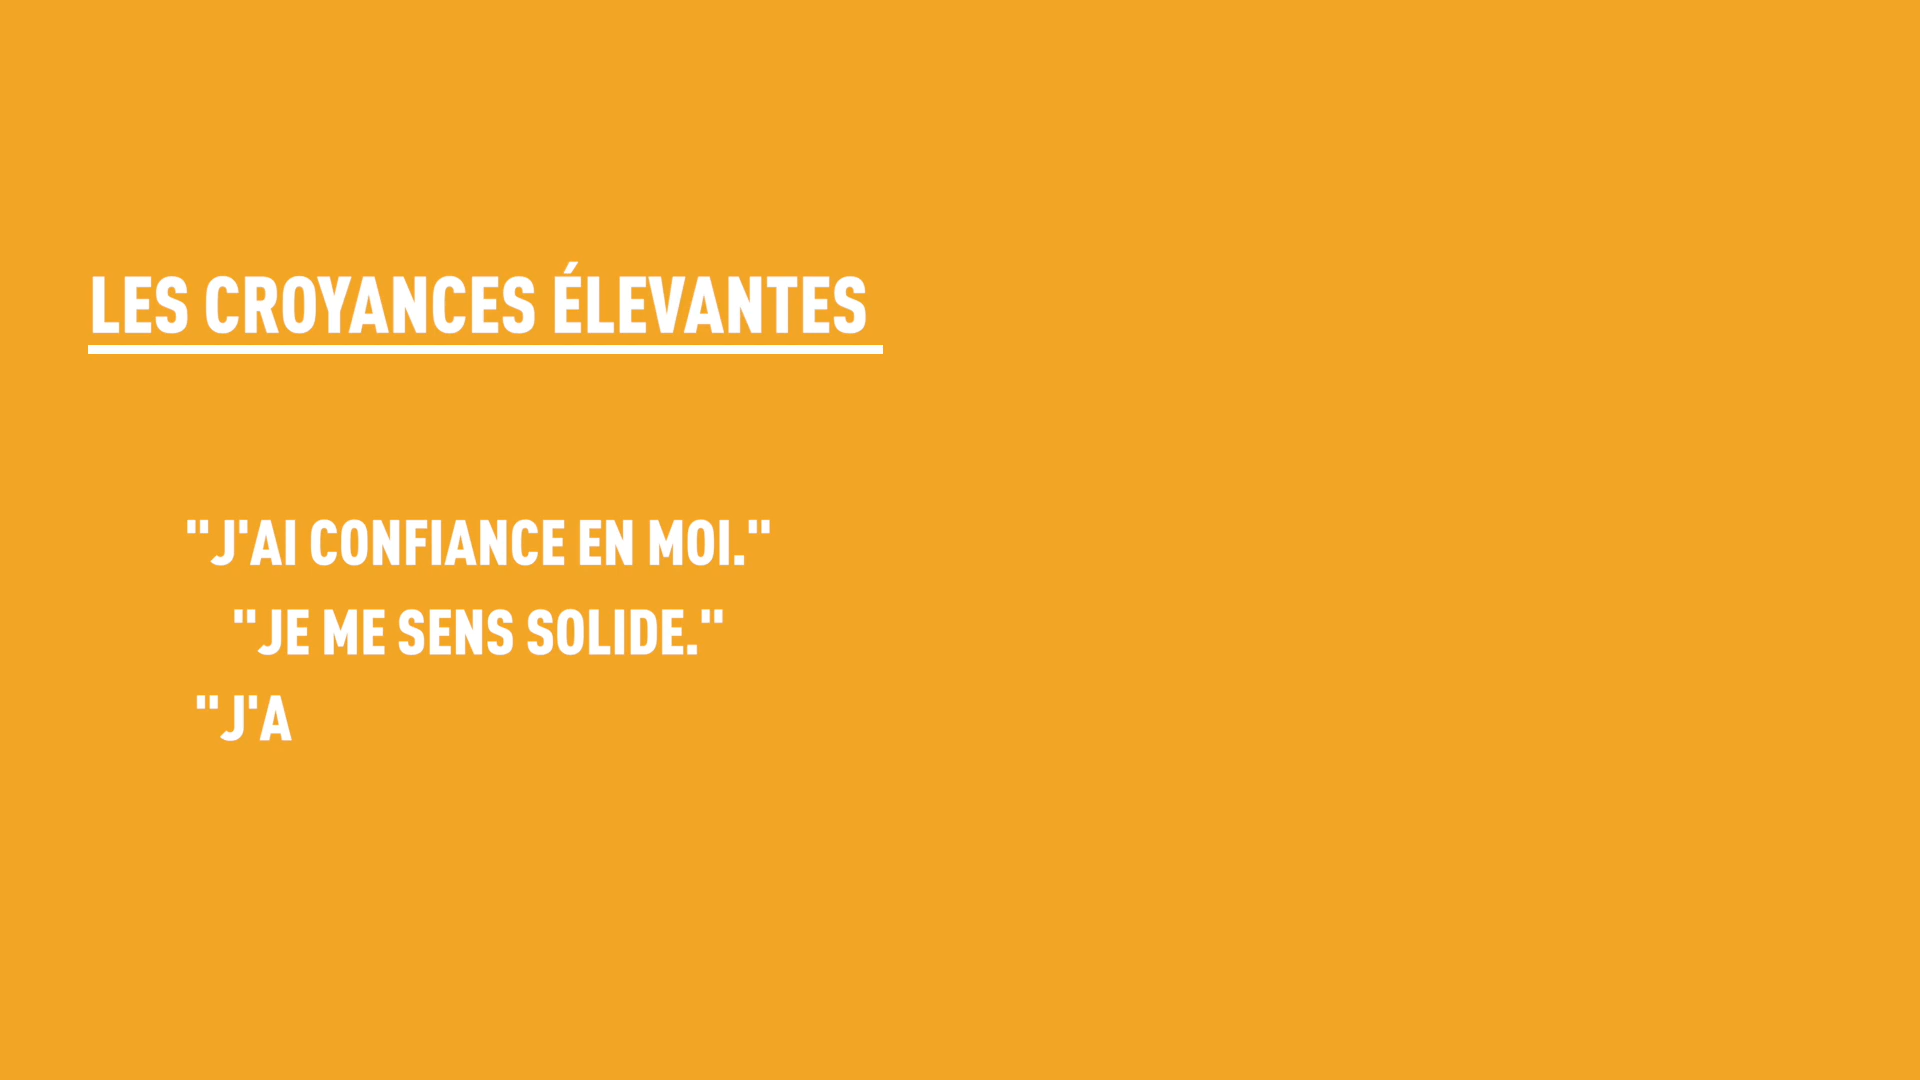 LES CROYANCES ÉLEVANTES
"J'AI CONFIANCE EN MOI."
"JE ME SENS SOLIDE."
"J'A